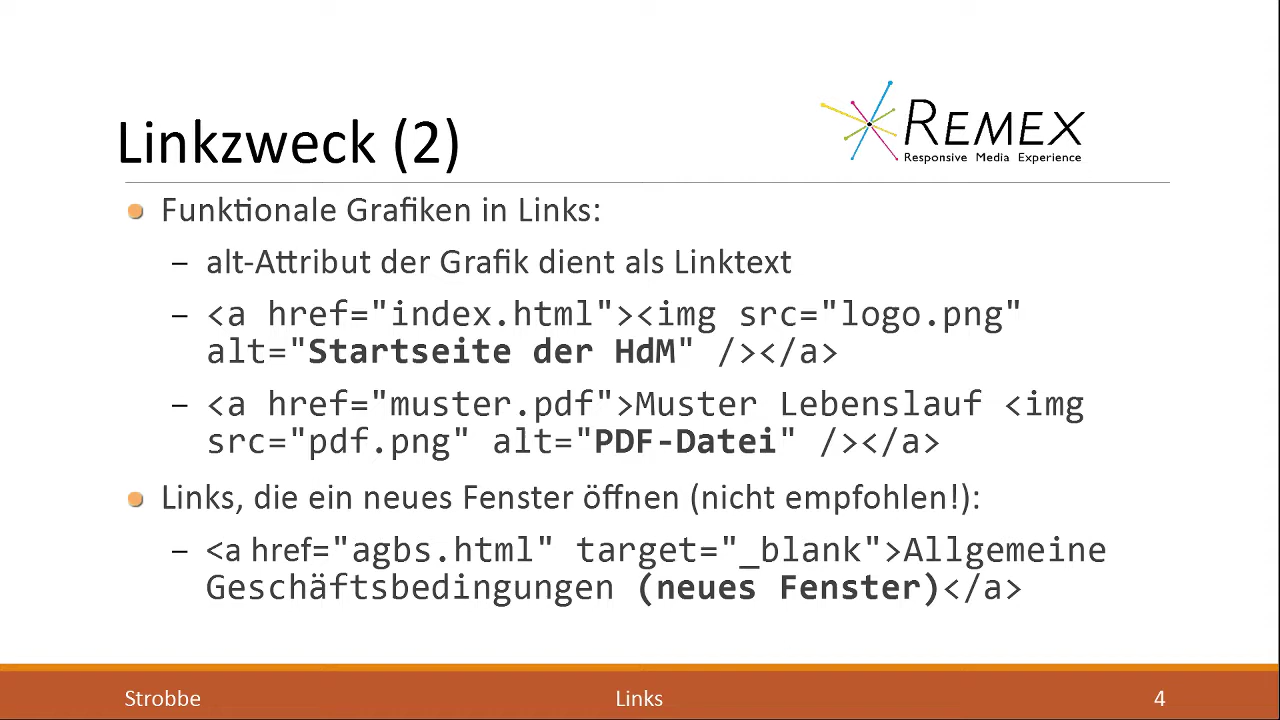 Linkzweck (2)
REMEX
Responsive Media Experience
Funktionale Grafiken in Links:
– alt-Attribut der Grafik dient als Linktext
– <a href="index.html"><img src="logo.png"
alt="Startseite der HdM" /></a>
– <a href="muster.pdf">Muster Lebenslauf <img
src="pdf.png" alt="PDF-Datei" /></a>
Links, die ein neues Fenster öffnen (nicht empfohlen!):
– <a href="agbs.html" target="_blank">Allgemeine
Geschäftsbedingungen (neues Fenster)</a>
Strobbe
Links
4